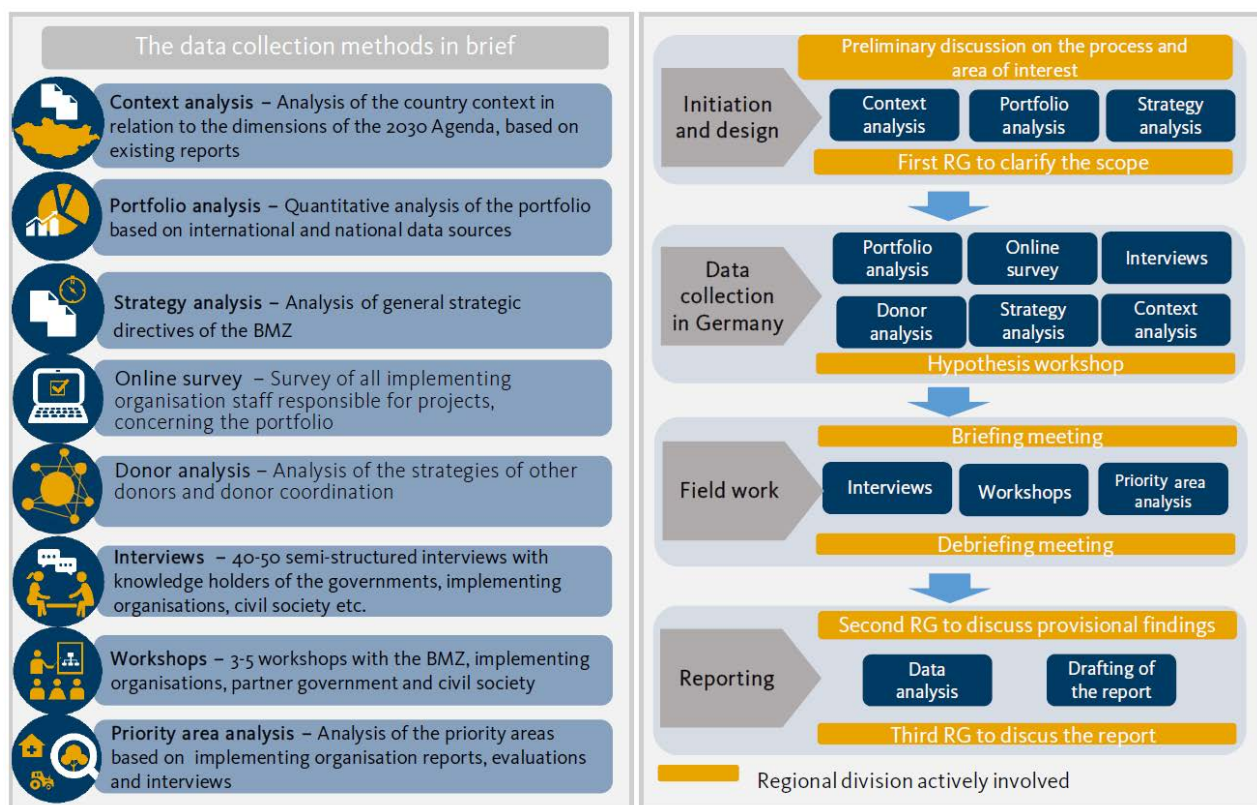 The data collection methods in brief
Context analysis – Analysis of the country context in
relation to the dimensions of the 2030 Agenda, based on
existing reports
Portfolio analysis – Quantitative analysis of the portfolio
based on international and national data sources
Strategy analysis – Analysis of general strategic
directives of the BMZ
Online survey – Survey of all implementing
organisation staff responsible for projects,
concerning the portfolio
Donor analysis – Analysis of the strategies of other
donors and donor coordination
Interviews – 40-50 semi-structured interviews with
knowledge holders of the governments, implementing
organisations, civil society etc.
Workshops – 3-5 workshops with the BMZ, implementing
organisations, partner government and civil society
Priority area analysis – Analysis of the priority areas
based on implementing organisation reports, evaluations
and interviews
Preliminary discussion on the process and
area of interest
Initiation
and design
Context
analysis
Portfolio
analysis
Strategy
analysis
First RG to clarify the scope
Data
collection
in Germany
Portfolio
analysis
Online
survey
Interviews
Donor
analysis
Strategy
analysis
Context
analysis
Hypothesis workshop
Briefing meeting
Field work
Interviews
Workshops
Priority area
analysis
Debriefing meeting
Second RG to discuss provisional findings
Reporting
Data
analysis
Drafting of
the report
Third RG to discus the report
Regional division actively involved